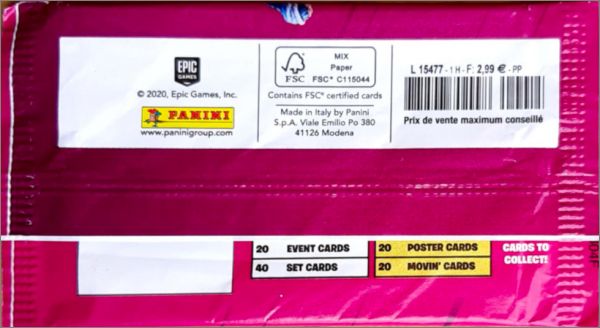 EPIC
GAMES
© 2020, Epic Games, Inc.
PANINI
www.paninigroup.com
FSC
MIX
Paper
FSC® C115044
Contains FSC® certified cards
Made in Italy by Panini
S.p.A. Viale Emilio Po 380
41126 Modena
L 15477 - 1 H - F: 2,99 € - PP
Prix de vente maximum conseillé
20 EVENT CARDS
40 SET CARDS
20 POSTER CARDS
20 MOVIN' CARDS
CARDS TO
COLLECT!